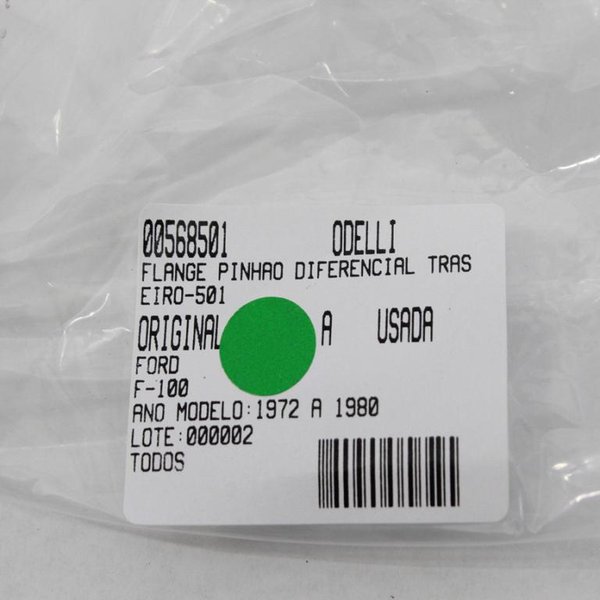 00568501 ODELLI
FLANGE PINHAO DIFERENCIAL TRAS
EIRO-501
ORIGINAL A USADA
FORD
F-100
ANO MODELO:1972 A 1980
LOTE:000002
TODOS